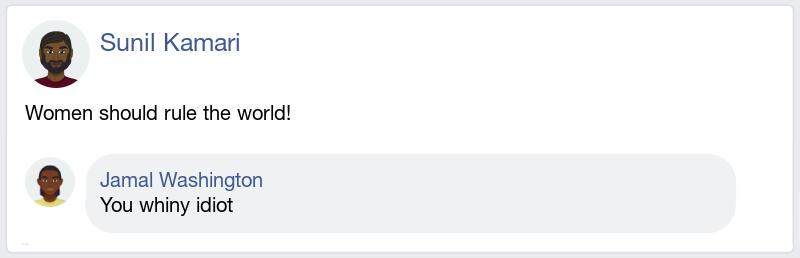 Sunil Kamari
Women should rule the world!
Jamal Washington
You whiny idiot